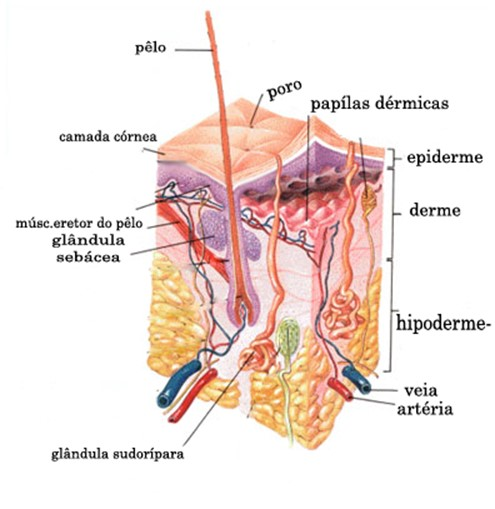 pêlo
poro
papílas dérmicas
camada córnea
epiderme
derme
músc.eretor do pêlo
glândula
sebácea
hipoderme-
veia
artéria
glândula sudorípara